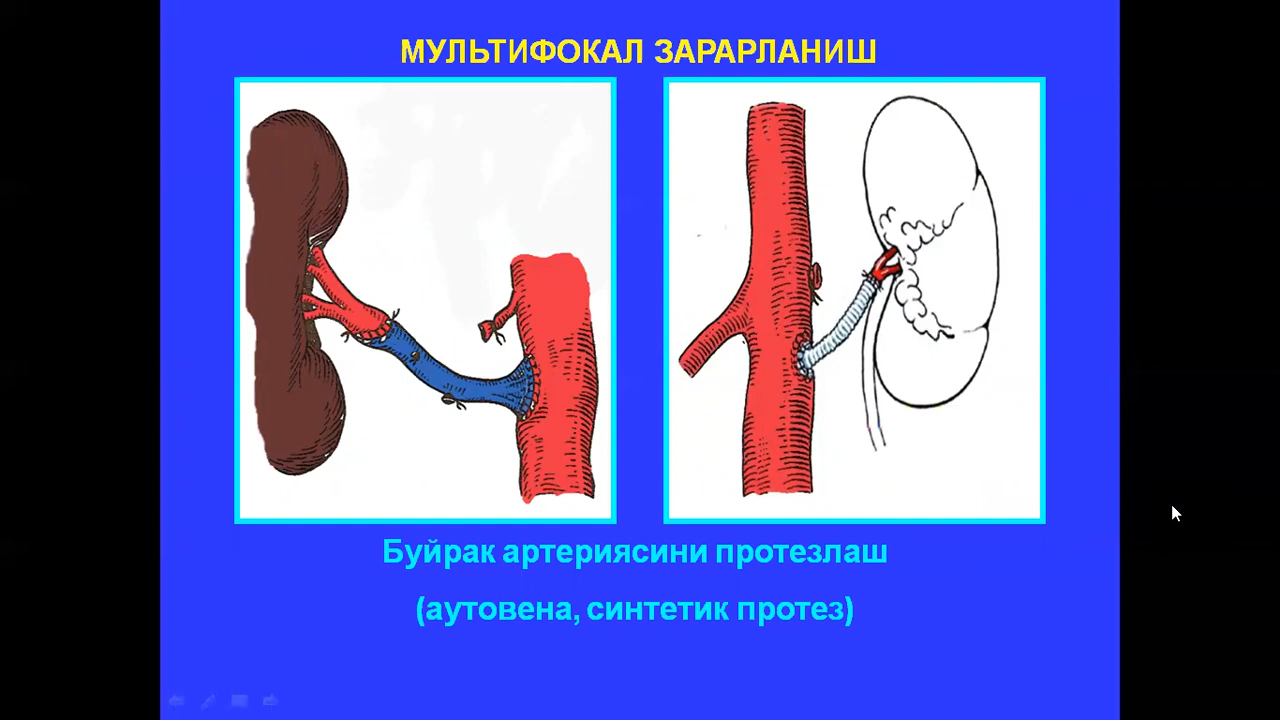 МУЛЬТИФОКАЛ ЗАРАРЛАНИШ
Буйрак артериясини протезлаш
(аутовена, синтетик протез)